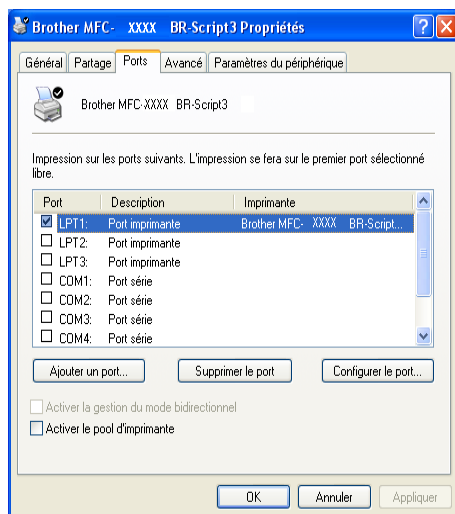 Brother MFC- XXXX BR-Script3 Propriétés
Général Partage Ports Avancé Paramètres du périphérique
Brother MFC-XXXX BR-Script3
Impression sur les ports suivants. L'impression se fera sur le premier port sélectionné
libre.
Port Description Imprimante
LPT1: Port imprimante Brother MFC- XXXX BR-Script...
LPT2: Port imprimante
LPT3: Port imprimante
COM1: Port série
COM2: Port série
COM3: Port série
COM4: Port série
Ajouter un port... Supprimer le port Configurer le port...
Activer la gestion du mode bidirectionnel
Activer le pool d'imprimante
OK Annuler Appliquer